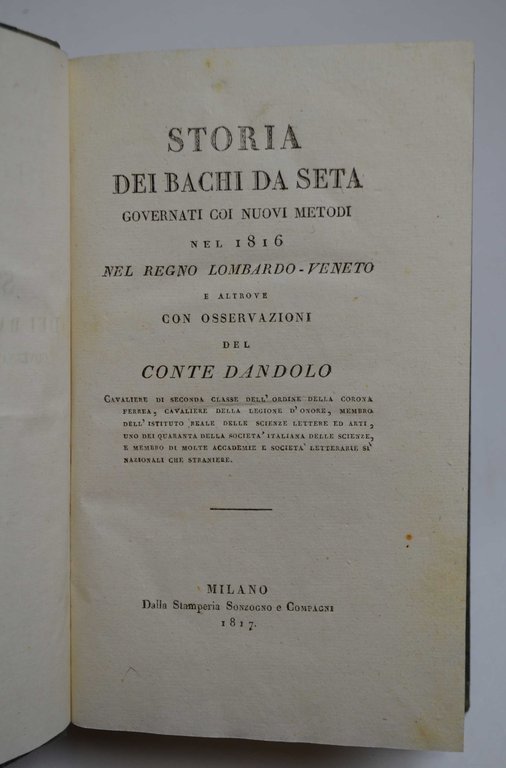 STORIA
DEI BACHI DA SETA
GOVERNATI COI NUOVI METODI
NEL 1816
NEL REGNO LOMBARDO-VENETO
E ALTROVE
CON OSSERVAZIONI
DEL
CONTE DANDOLO
CAVALIERE DI SECONDA CLASSE DELL'ORDINE DELLA CORONA
FERREA, CAVALIERE DELLA LEGIONE D'ONORE, MEMBRO
DELL'ISTITUTO REALE DELLE SCIENZE LETTERE ED ARTI,
UNO DEI QUARANTA DELLA SOCIETA' ITALIANA DELLE SCIENZE,
E MEMBRO DI MOLTE ACCADEMIE E SOCIETA' LETTERARIE SI'
NAZIONALI CHE STRANIERE.
MILANO
Dalla Stamperia SONZOGNO e COMPAGNI
1817.